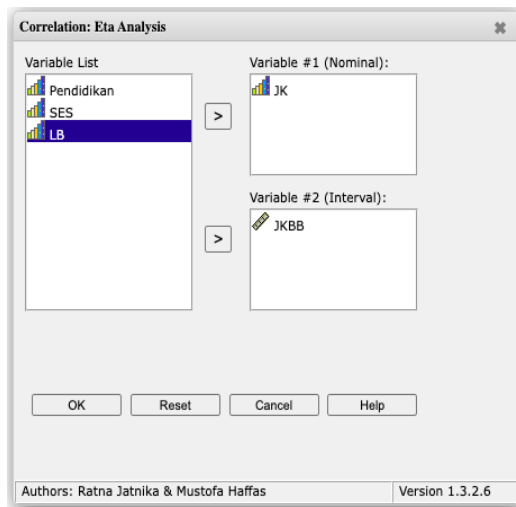 Correlation: Eta Analysis
Variable List
Pendidikan
SES
LB
>
>
Variable #1 (Nominal):
JK
Variable #2 (Interval):
JKBB
OK Reset Cancel Help
Authors: Ratna Jatnika & Mustofa Haffas Version 1.3.2.6